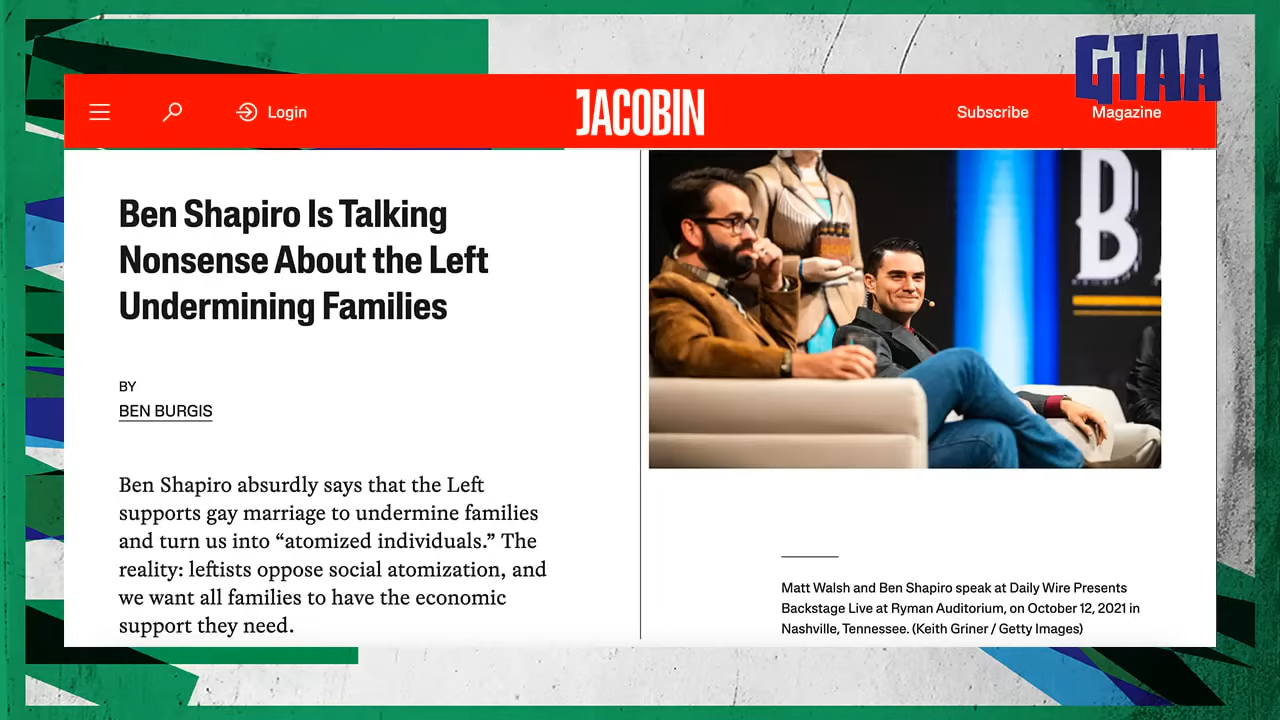 GTAA
Login
JACOBIN
Subscribe
Magazine
Ben Shapiro Is Talking
Nonsense About the Left
Undermining Families
BY
BEN BURGIS
Ben Shapiro absurdly says that the Left
supports gay marriage to undermine families
and turn us into “atomized individuals.” The
reality: leftists oppose social atomization, and
we want all families to have the economic
support they need.
B
Matt Walsh and Ben Shapiro speak at Daily Wire Presents
Backstage Live at Ryman Auditorium, on October 12, 2021 in
Nashville, Tennessee. (Keith Griner / Getty Images)